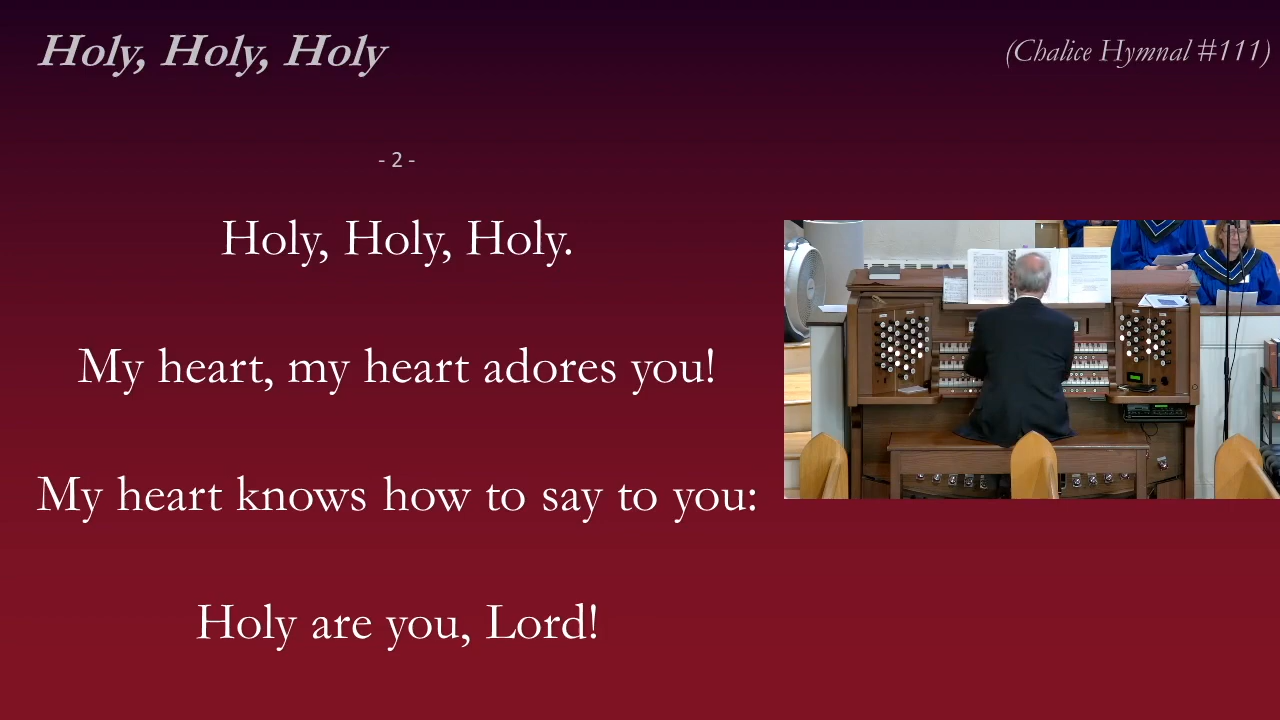 Holy, Holy, Holy
(Chalice Hymnal #111)
- 2 -
Holy, Holy, Holy.
My heart, my heart adores you!
My heart knows how to say to you:
Holy are you, Lord!